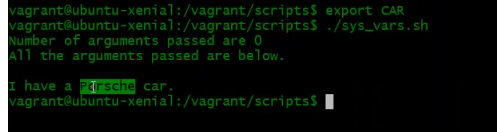 vagrant@ubuntu-xenial:/vagrant/scripts$ export CAR
vagrant@ubuntu-xenial:/vagrant/scripts$ ./sys_vars.sh
Number of arguments passed are 0
All the arguments passed are below.
I have a Porsche car.
vagrant@ubuntu-xenial:/vagrant/scripts$